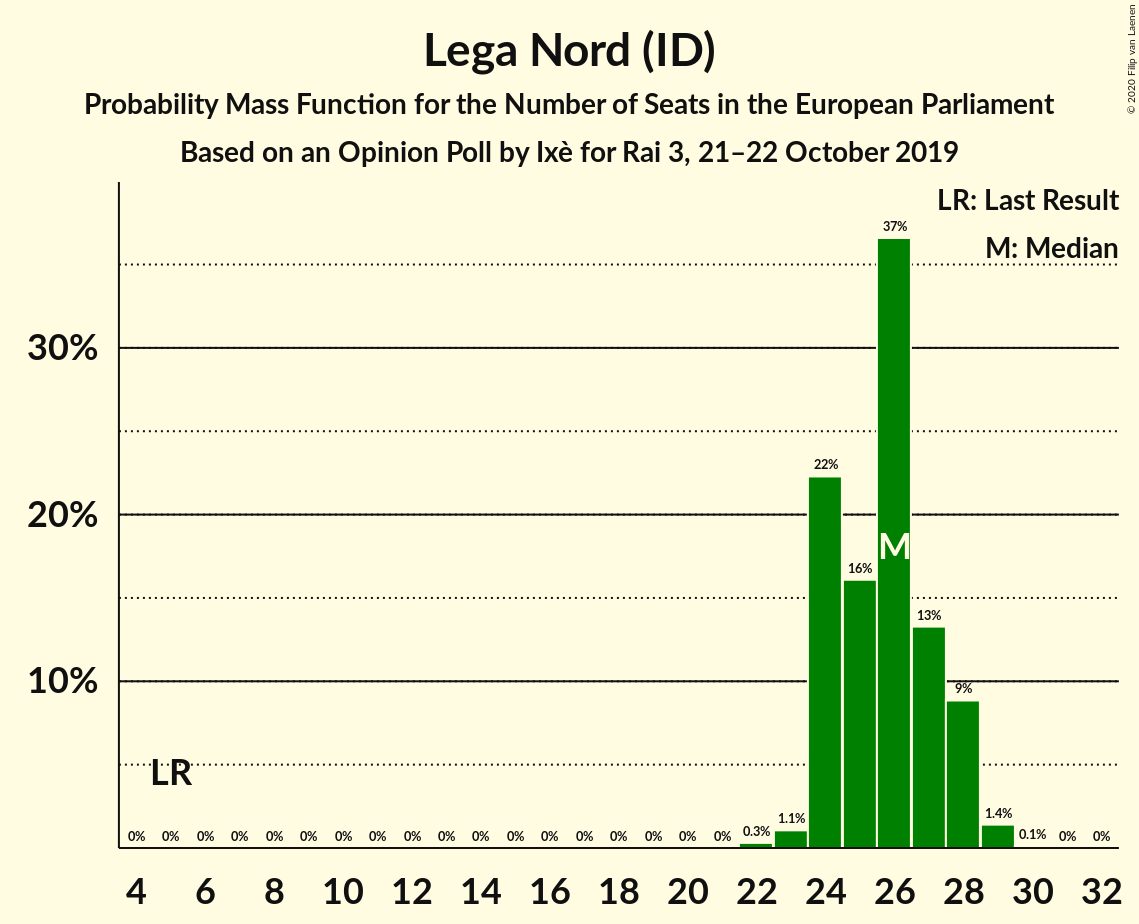 Lega Nord (ID)
Probability Mass Function for the Number of Seats in the European Parliament
Based on an Opinion Poll by Ixè for Rai 3, 21–22 October 2019
© 2020 Filip van Laenen
LR: Last Result
M: Median
30%
20%
10%
37%
22%
16%
M
13%
9%
LR
0% 0% 0% 0% 0% 0% 0% 0% 0% 0% 0% 0% 0% 0% 0% 0% 0% 0% 0.3% 1.1% 1.4% 0.1% 0% 0%
4 6 8 10 12 14 16 18 20 22 24 26 28 30 32